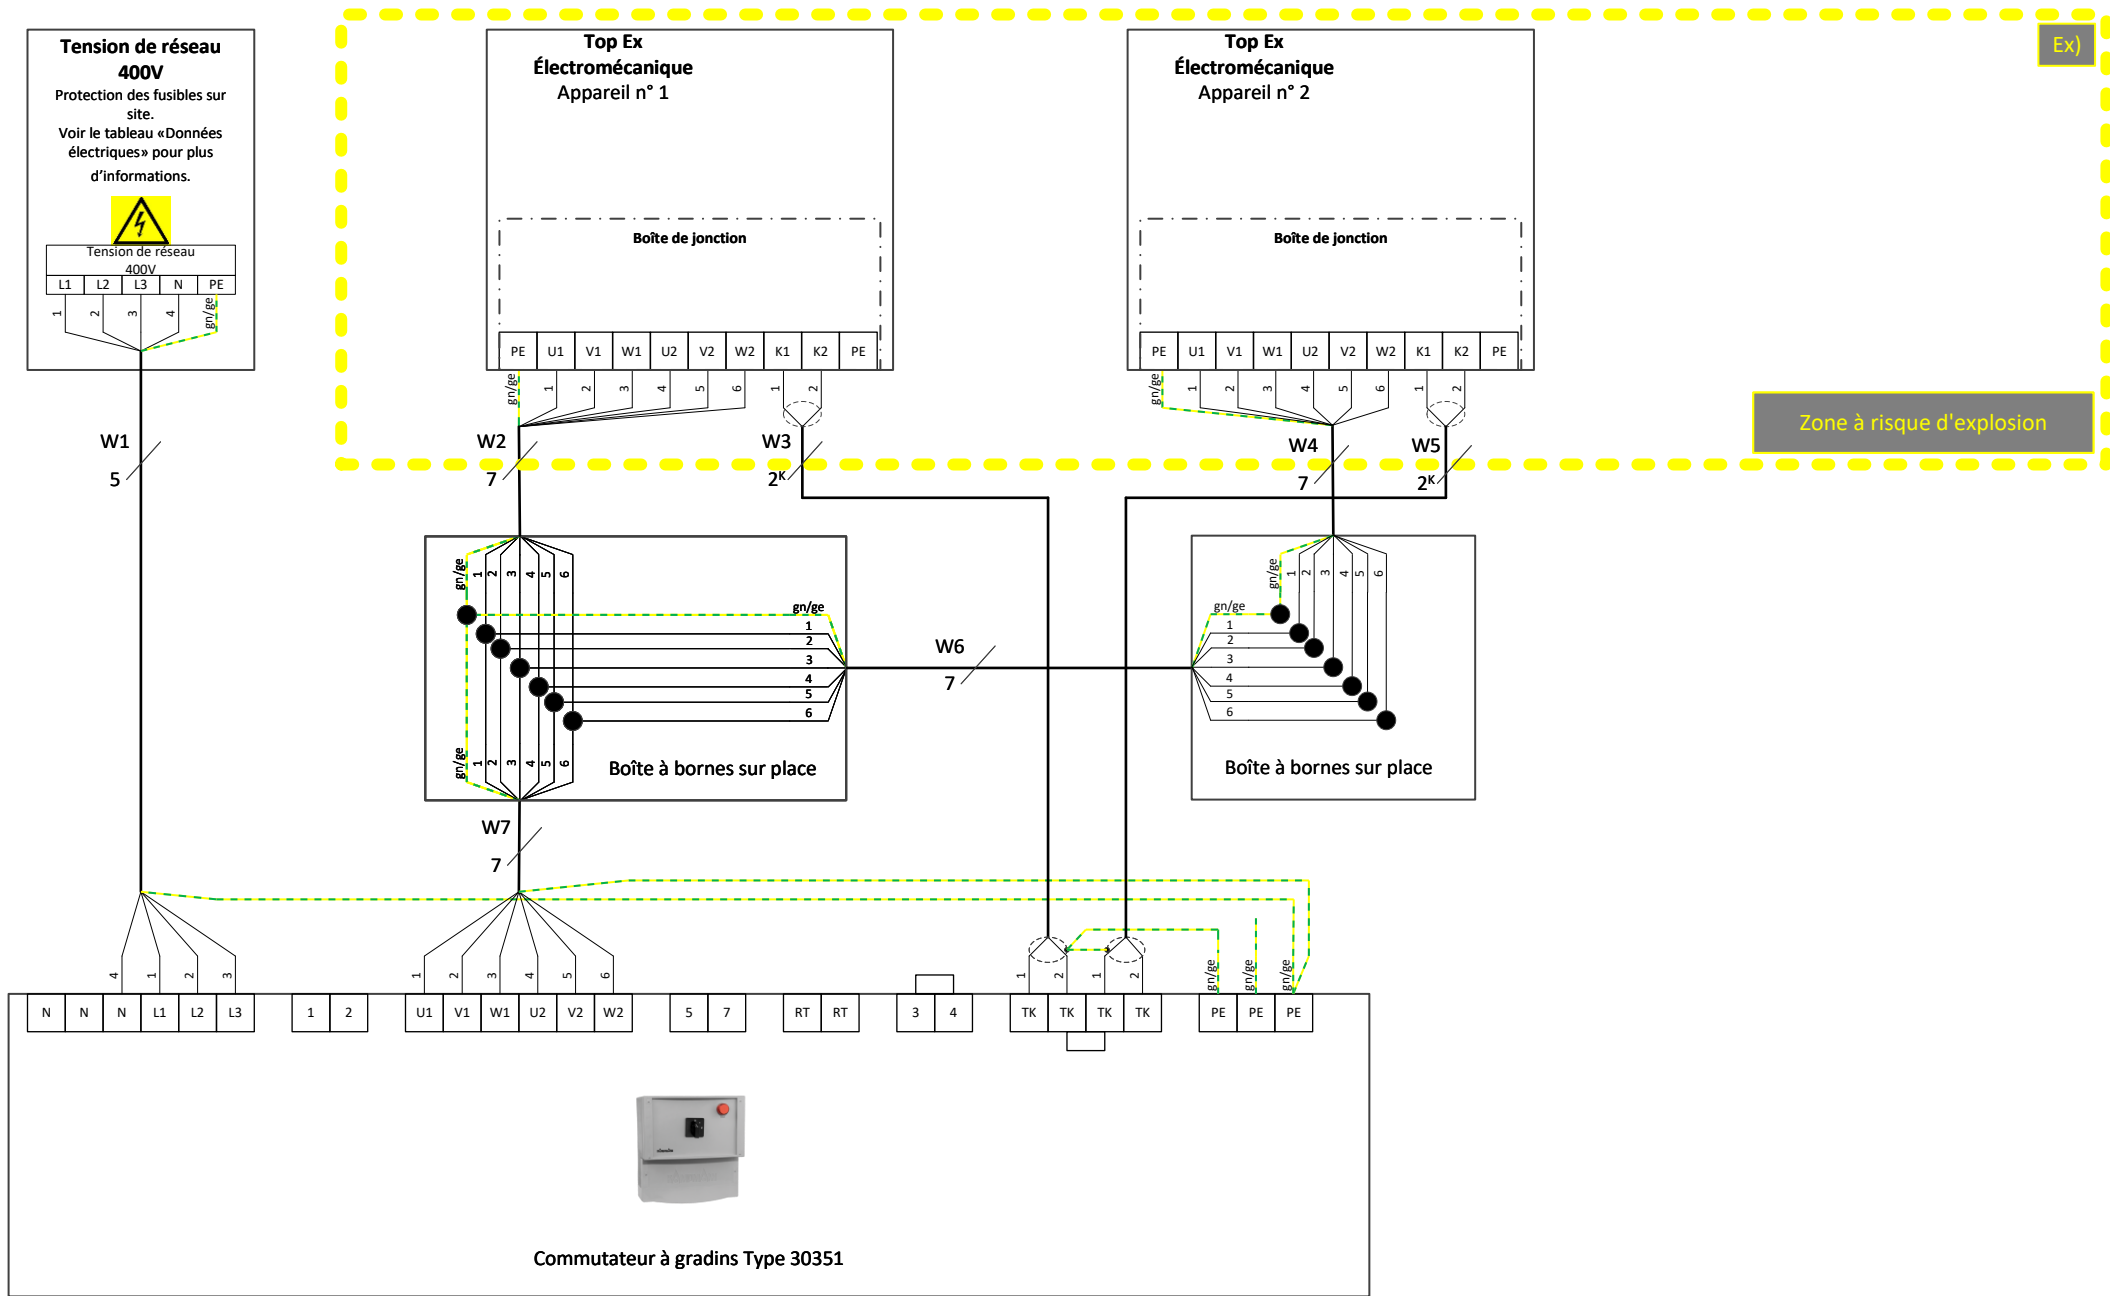 Tension de réseau
400V
Protection des fusibles sur
site.
Voir le tableau «Données
électriques» pour plus
d'informations.
Tension de réseau
400V
L1 L2 L3 N PE
1 2 3 4 gn/ge
W1
5
Top Ex
Électromécanique
Appareil n° 1
Boîte de jonction
PE U1 V1 W1 U2 V2 W2 K1 K2 PE
gn/ge 1 2 3 4 5 6 1 2
W2
7
W3
2K
Top Ex
Électromécanique
Appareil n° 2
Boîte de jonction
PE U1 V1 W1 U2 V2 W2 K1 K2 PE
gn/ge 1 2 3 4 5 6 1 2
W4
7
W5
2K
Ex)
Zone à risque d'explosion
gn/ge 1 2 3 4 5 6
gn/ge
1
2
3
4
5
6
gn/ge 1 2 3 4 5 6
Boîte à bornes sur place
W6
7
gn/ge 1 2 3 4 5 6
gn/ge
1
2
3
4
5
6
Boîte à bornes sur place
W7
7
4 1 2 3
1 2 3 4 5 6
1 2 1 2
gn/ge gn/ge gn/ge
N N N L1 L2 L3 1 2 U1 V1 W1 U2 V2 W2 5 7 RT RT 3 4 TK TK TK TK PE PE PE
Commutateur à gradins Type 30351